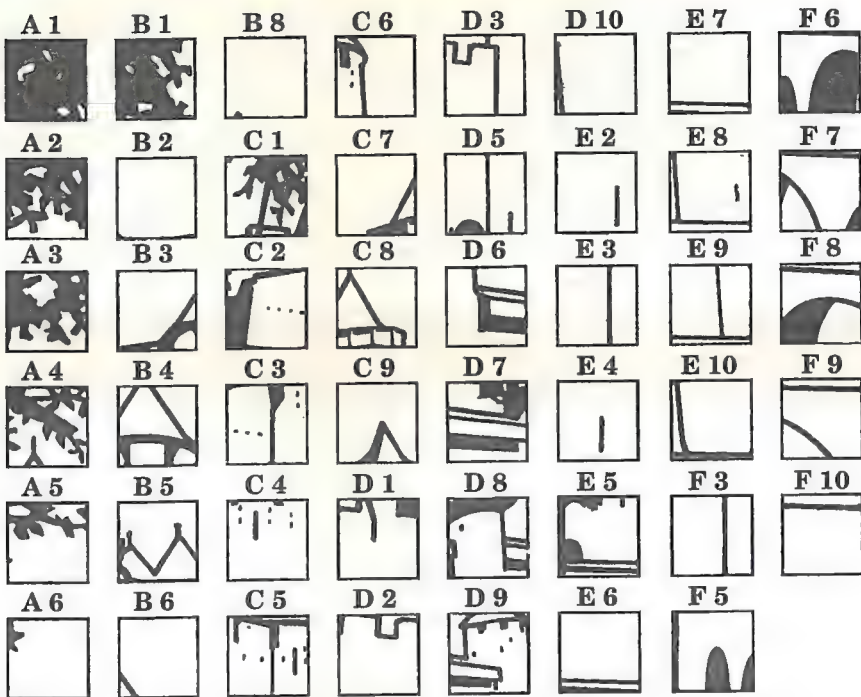 A 1 B 1 B 8 C 6 D 3 D 10 E 7 F 6
A 2 B 2 C 1 C 7 D 5 E 2 E 8 F 7
A 3 B 3 C 2 C 8 D 6 E 3 E 9 F 8
A 4 B 4 C 3 C 9 D 7 E 4 E 10 F 9
A 5 B 5 C 4 D 1 D 8 E 5 F 3 F 10
A 6 B 6 C 5 D 2 D 9 E 6 F 5